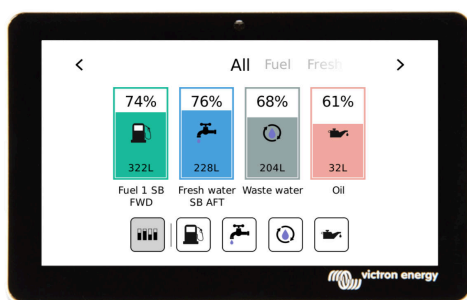 All Fuel Fresh
74% 76% 68% 61%
322L 228L 204L 32L
Fuel 1 SB Fresh water Waste water Oil
FWD SB AFT
victron energy